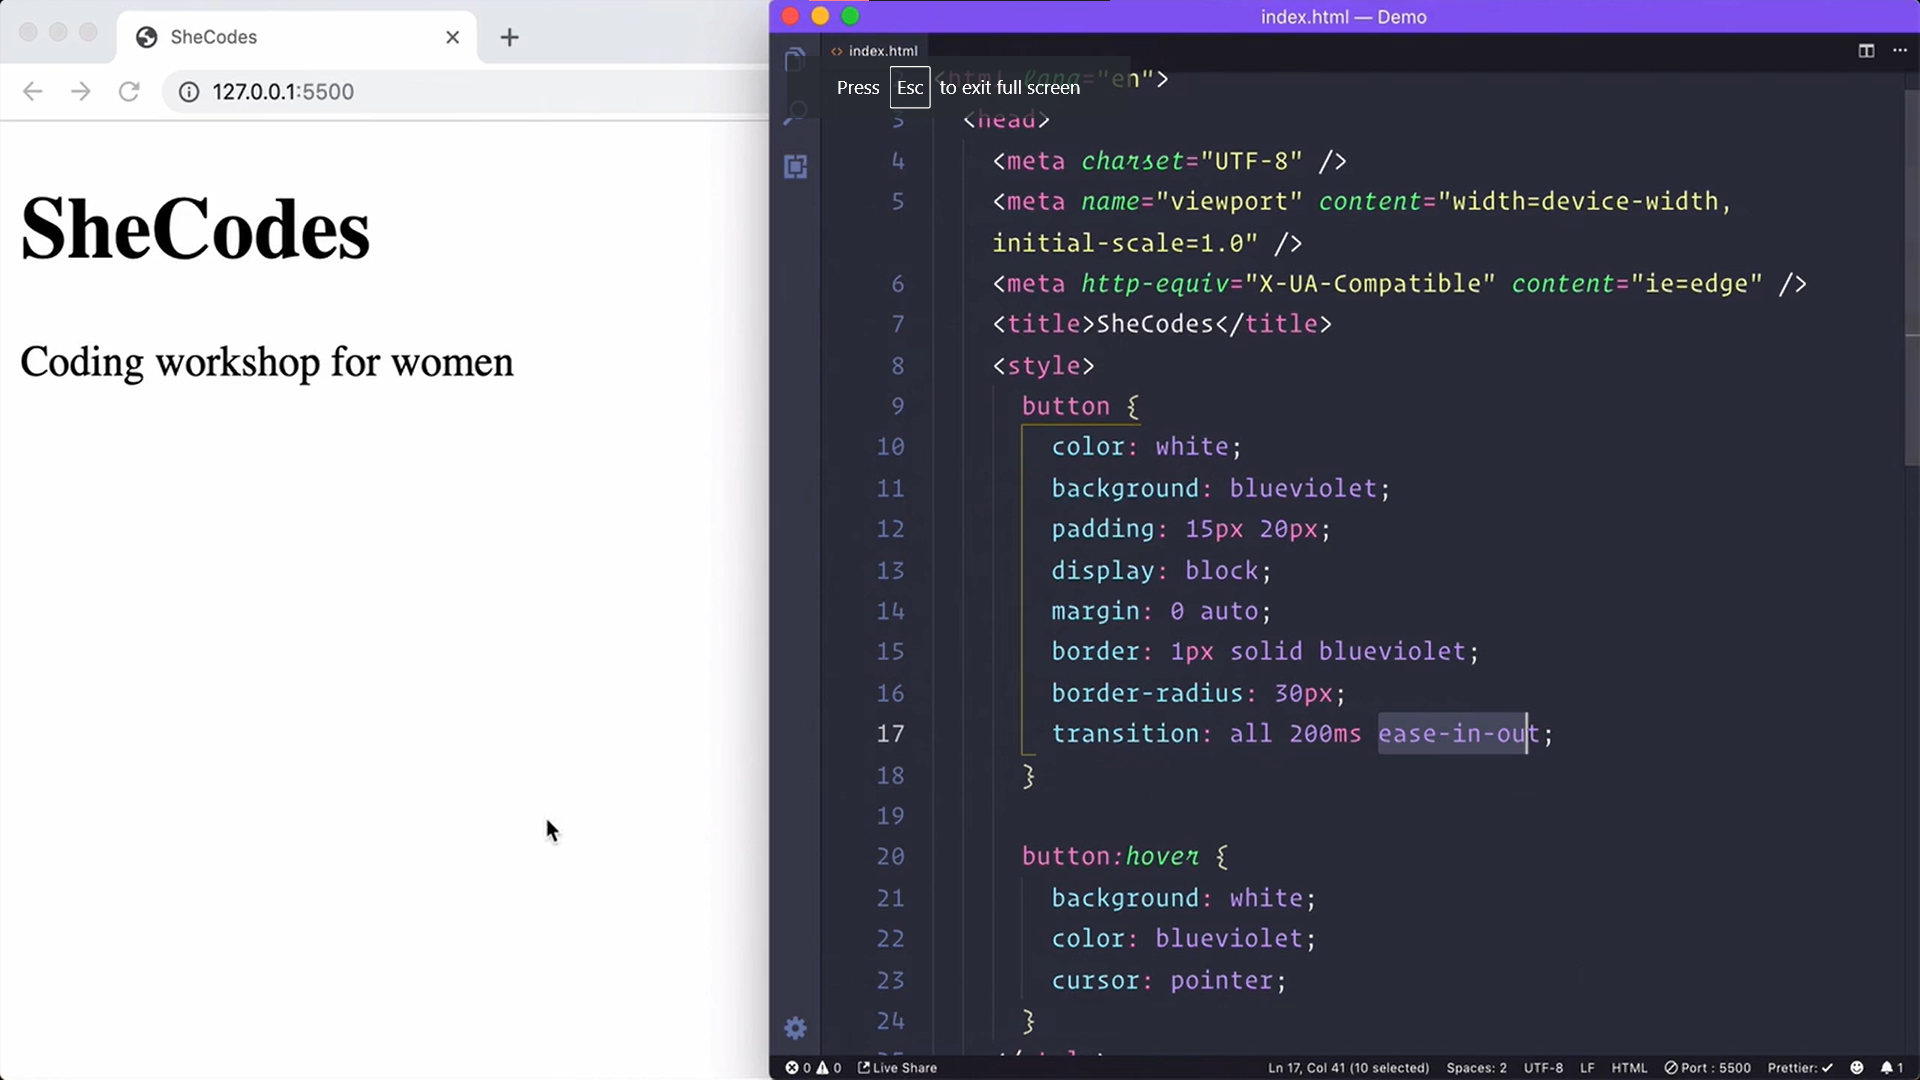 SheCodes
127.0.0.1:5500
SheCodes
Coding workshop for women
index.html — Demo
index.html
Press Esc to exit full screen
<html lang="en">
3 <head>
4 <meta charset="UTF-8" />
5 <meta name="viewport" content="width=device-width,
initial-scale=1.0" />
6 <meta http-equiv="X-UA-Compatible" content="ie=edge" />
7 <title>SheCodes</title>
8 <style>
9 button {
10 color: white;
11 background: blueviolet;
12 padding: 15px 20px;
13 display: block;
14 margin: 0 auto;
15 border: 1px solid blueviolet;
16 border-radius: 30px;
17 transition: all 200ms ease-in-out;
18 }
19
20 button:hover {
21 background: white;
22 color: blueviolet;
23 cursor: pointer;
24 }
0 0 Live Share Ln 17, Col 41 (10 selected) Spaces: 2 UTF-8 LF HTML Port : 5500 Prettier: ✓ 1